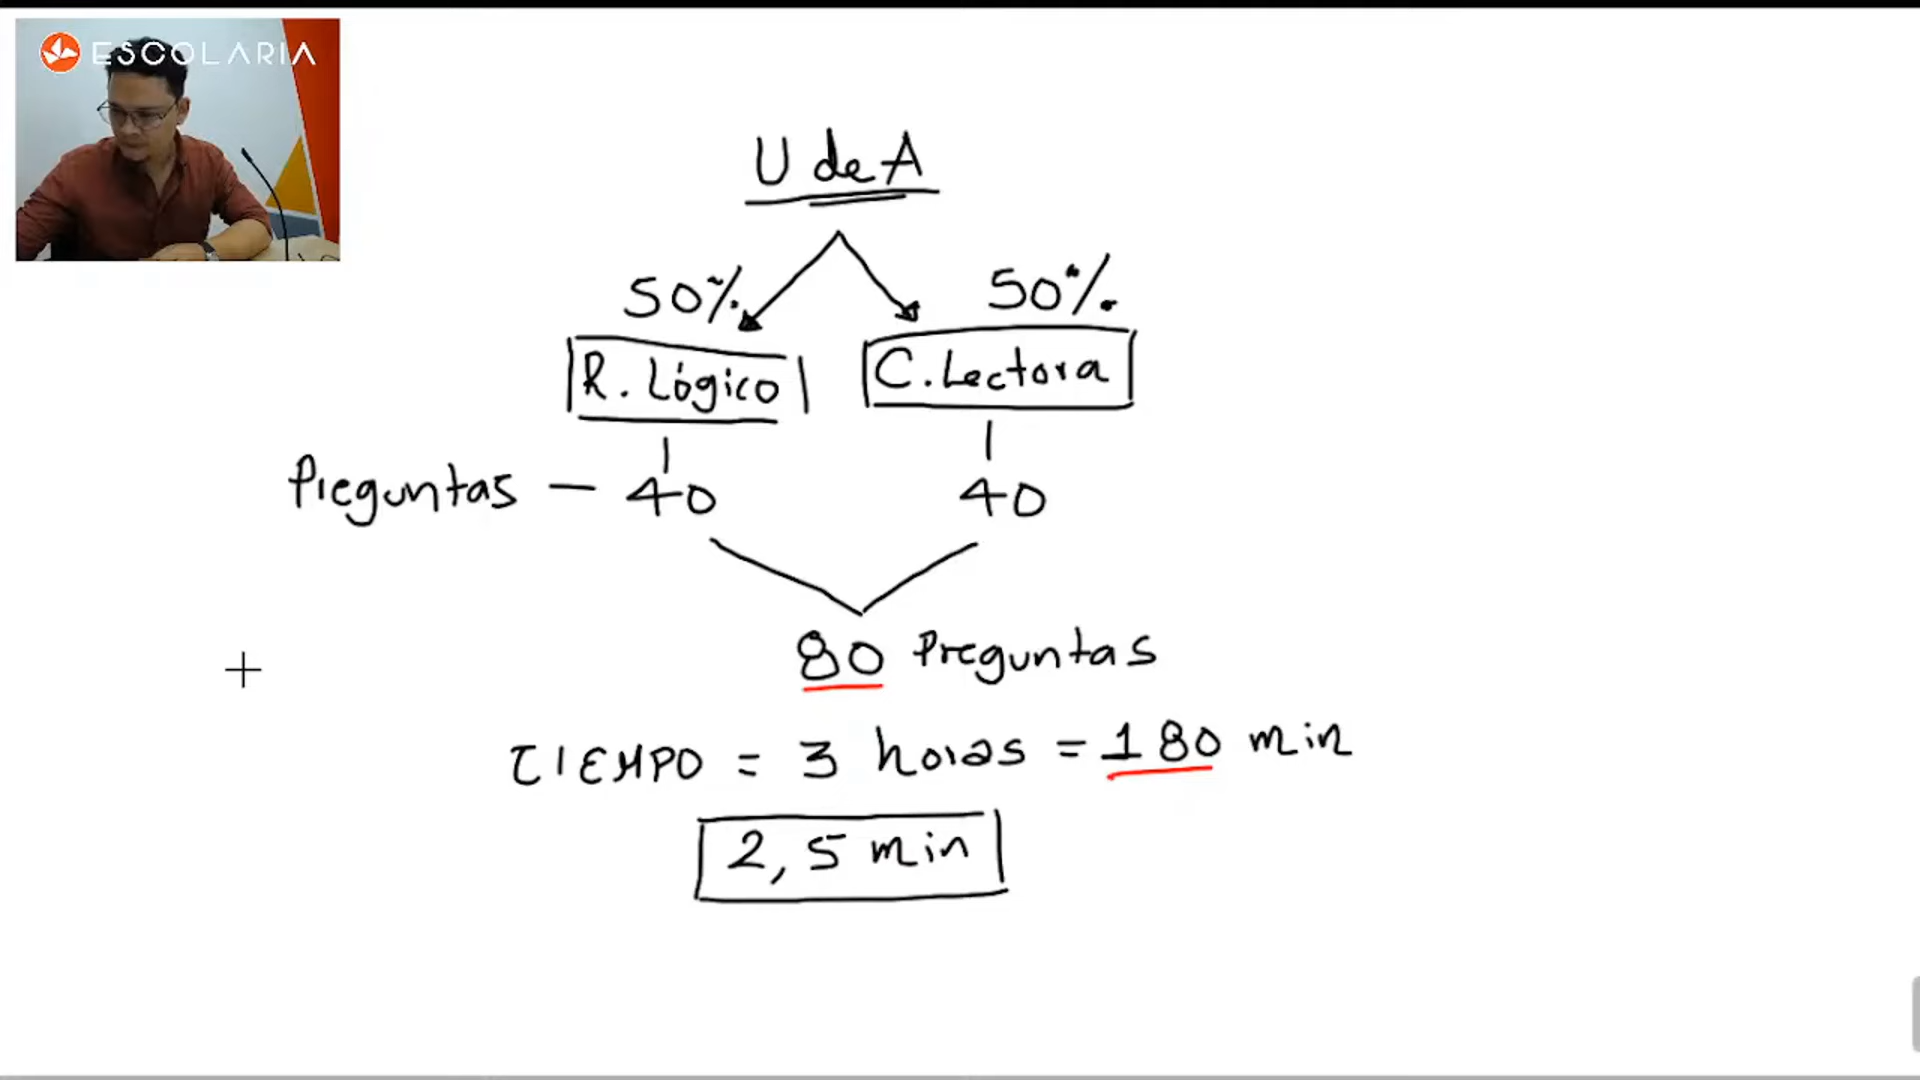 ESCOLARIA
U de A
50% 50%
R. Lógico C. Lectora
Preguntas - 40 40
80 Preguntas
TIEMPO = 3 horas = 180 min
2,5 min